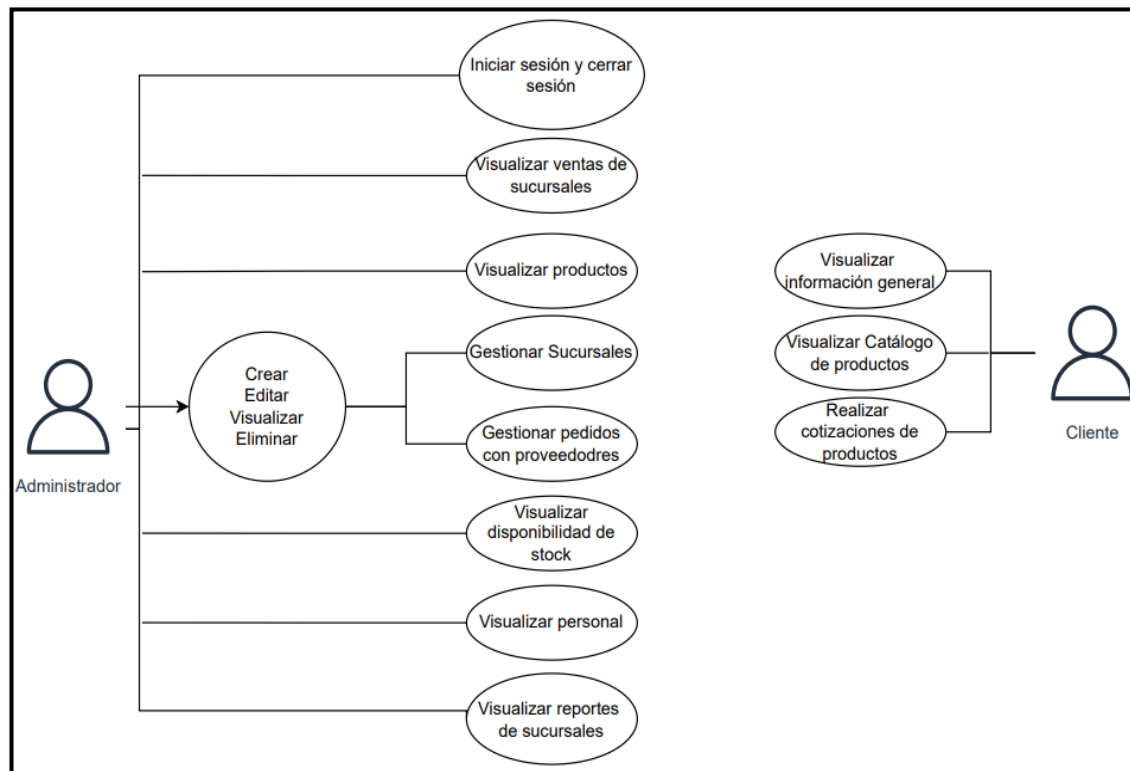 Iniciar sesión y cerrar
sesión
Visualizar ventas de
sucursales
Visualizar productos
Gestionar Sucursales
Crear
Editar
Visualizar
Eliminar
Gestionar pedidos
con proveedodres
Administrador
Visualizar
disponibilidad de
stock
Visualizar personal
Visualizar reportes
de sucursales
Visualizar
información general
Visualizar Catálogo
de productos
Realizar
cotizaciones de
productos
Cliente